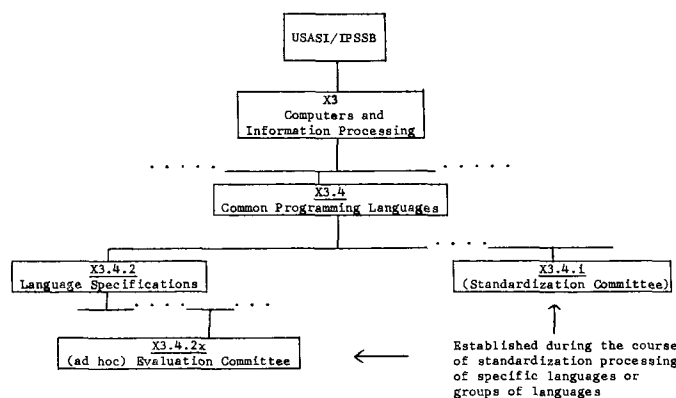 USASI/IPSSB
X3
Computers and
Information Processing
X3.4
Common Programming Languages
X3.4.2
Language Specifications
X3.4.i
(Standardization Committee)
X3.4.2x
(ad hoc) Evaluation Committee
Established during the course
of standardization processing
of specific languages or
groups of languages